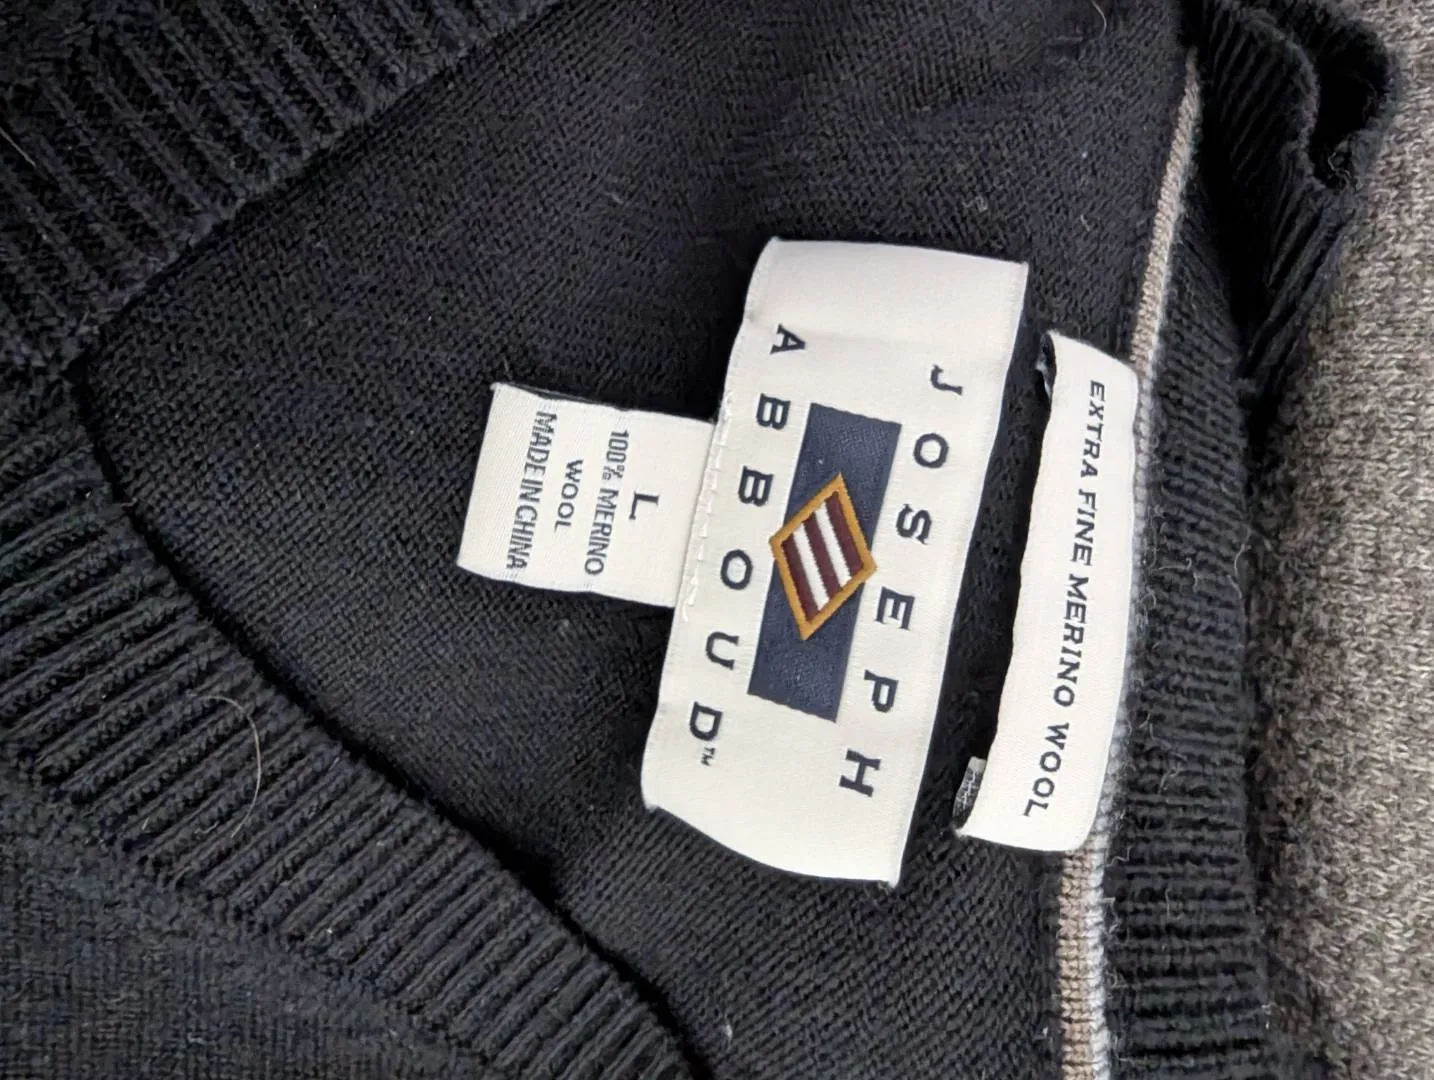 EXTRA FINE MERINO WOOL
JOSEPH
ABBOUD™
L
100% MERINO
WOOL
MADE IN CHINA